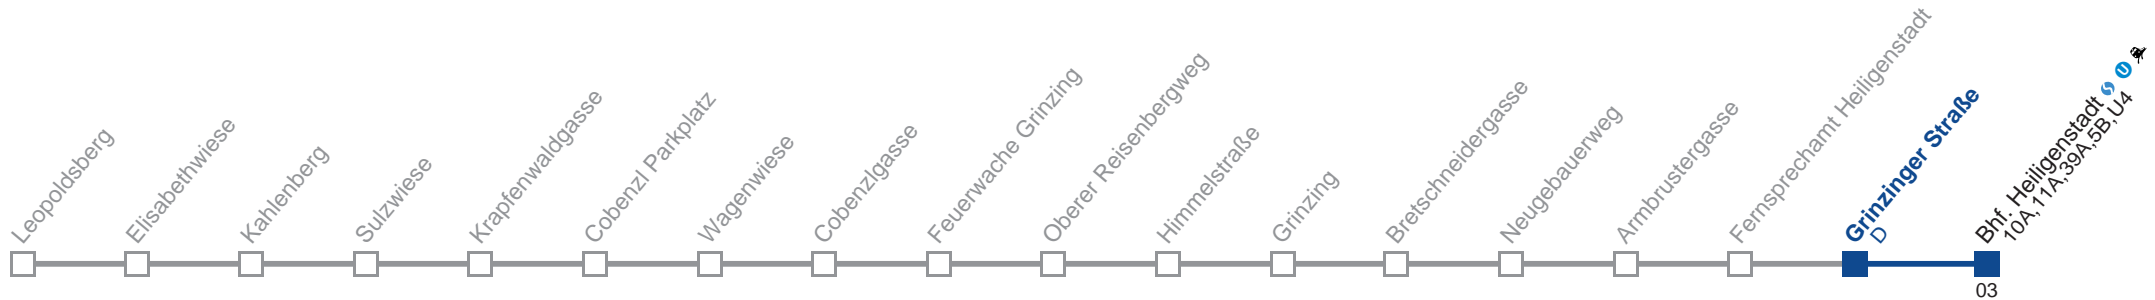 Leopoldsberg
Elisabethwiese
Kahlenberg
Sulzwiese
Krapfenwaldgasse
Cobenzl Parkplatz
Wagenwiese
Cobenzlgasse
Feuerwache Grinzing
Oberer Reisenbergweg
Himmelstraße
Grinzing
Bretschneidergasse
Neugebauerweg
Armbrustergasse
Fernsprechamt Heiligenstadt
Grinzinger Straße
D
Bhf. Heiligenstadt S U
10A,11A,39A,5B,U4
03